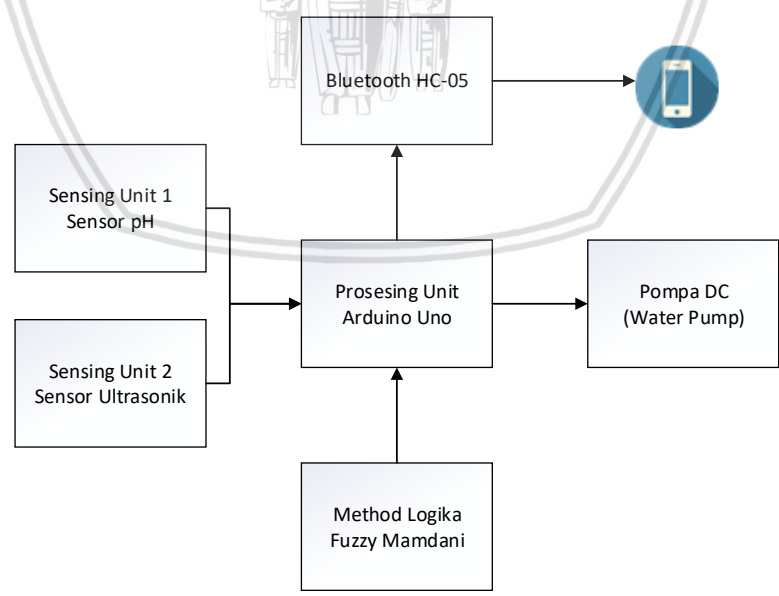 Bluetooth HC-05
Sensing Unit 1
Sensor pH
Prosesing Unit
Arduino Uno
Pompa DC
(Water Pump)
Sensing Unit 2
Sensor Ultrasonik
Method Logika
Fuzzy Mamdani